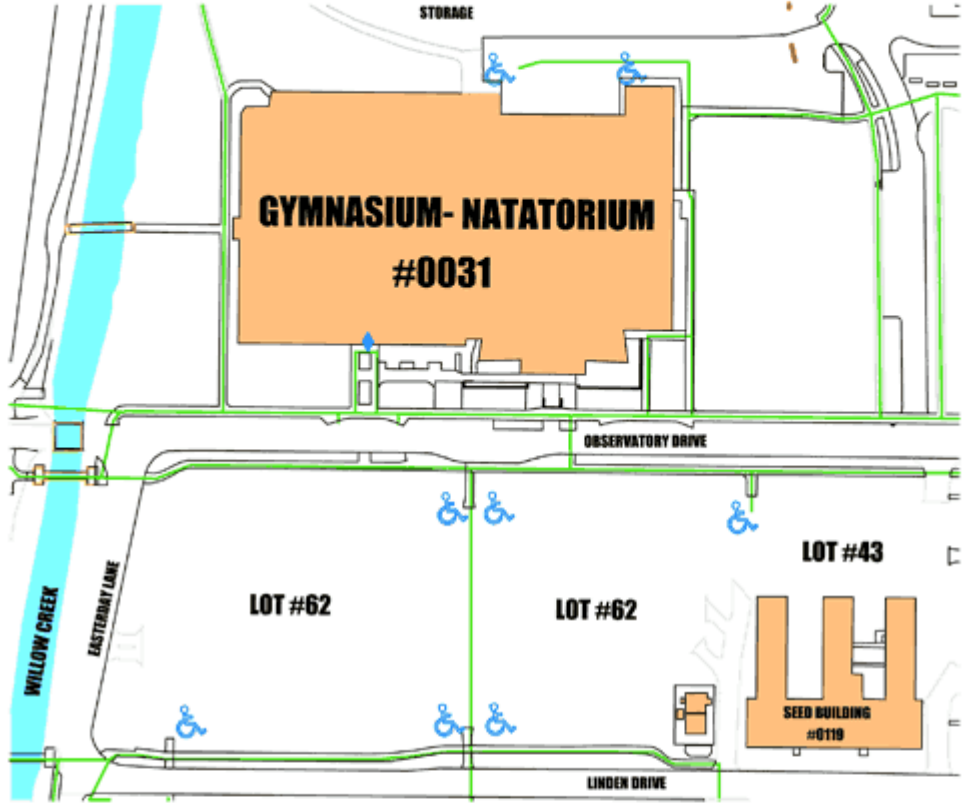 STORAGE
GYMNASIUM- NATATORIUM
#0031
OBSERVATORY DRIVE
LOT #43
LOT #62
LOT #62
EASTERDAY LANE
WILLOW CREEK
SEED BUILDING
#0119
LINDEN DRIVE